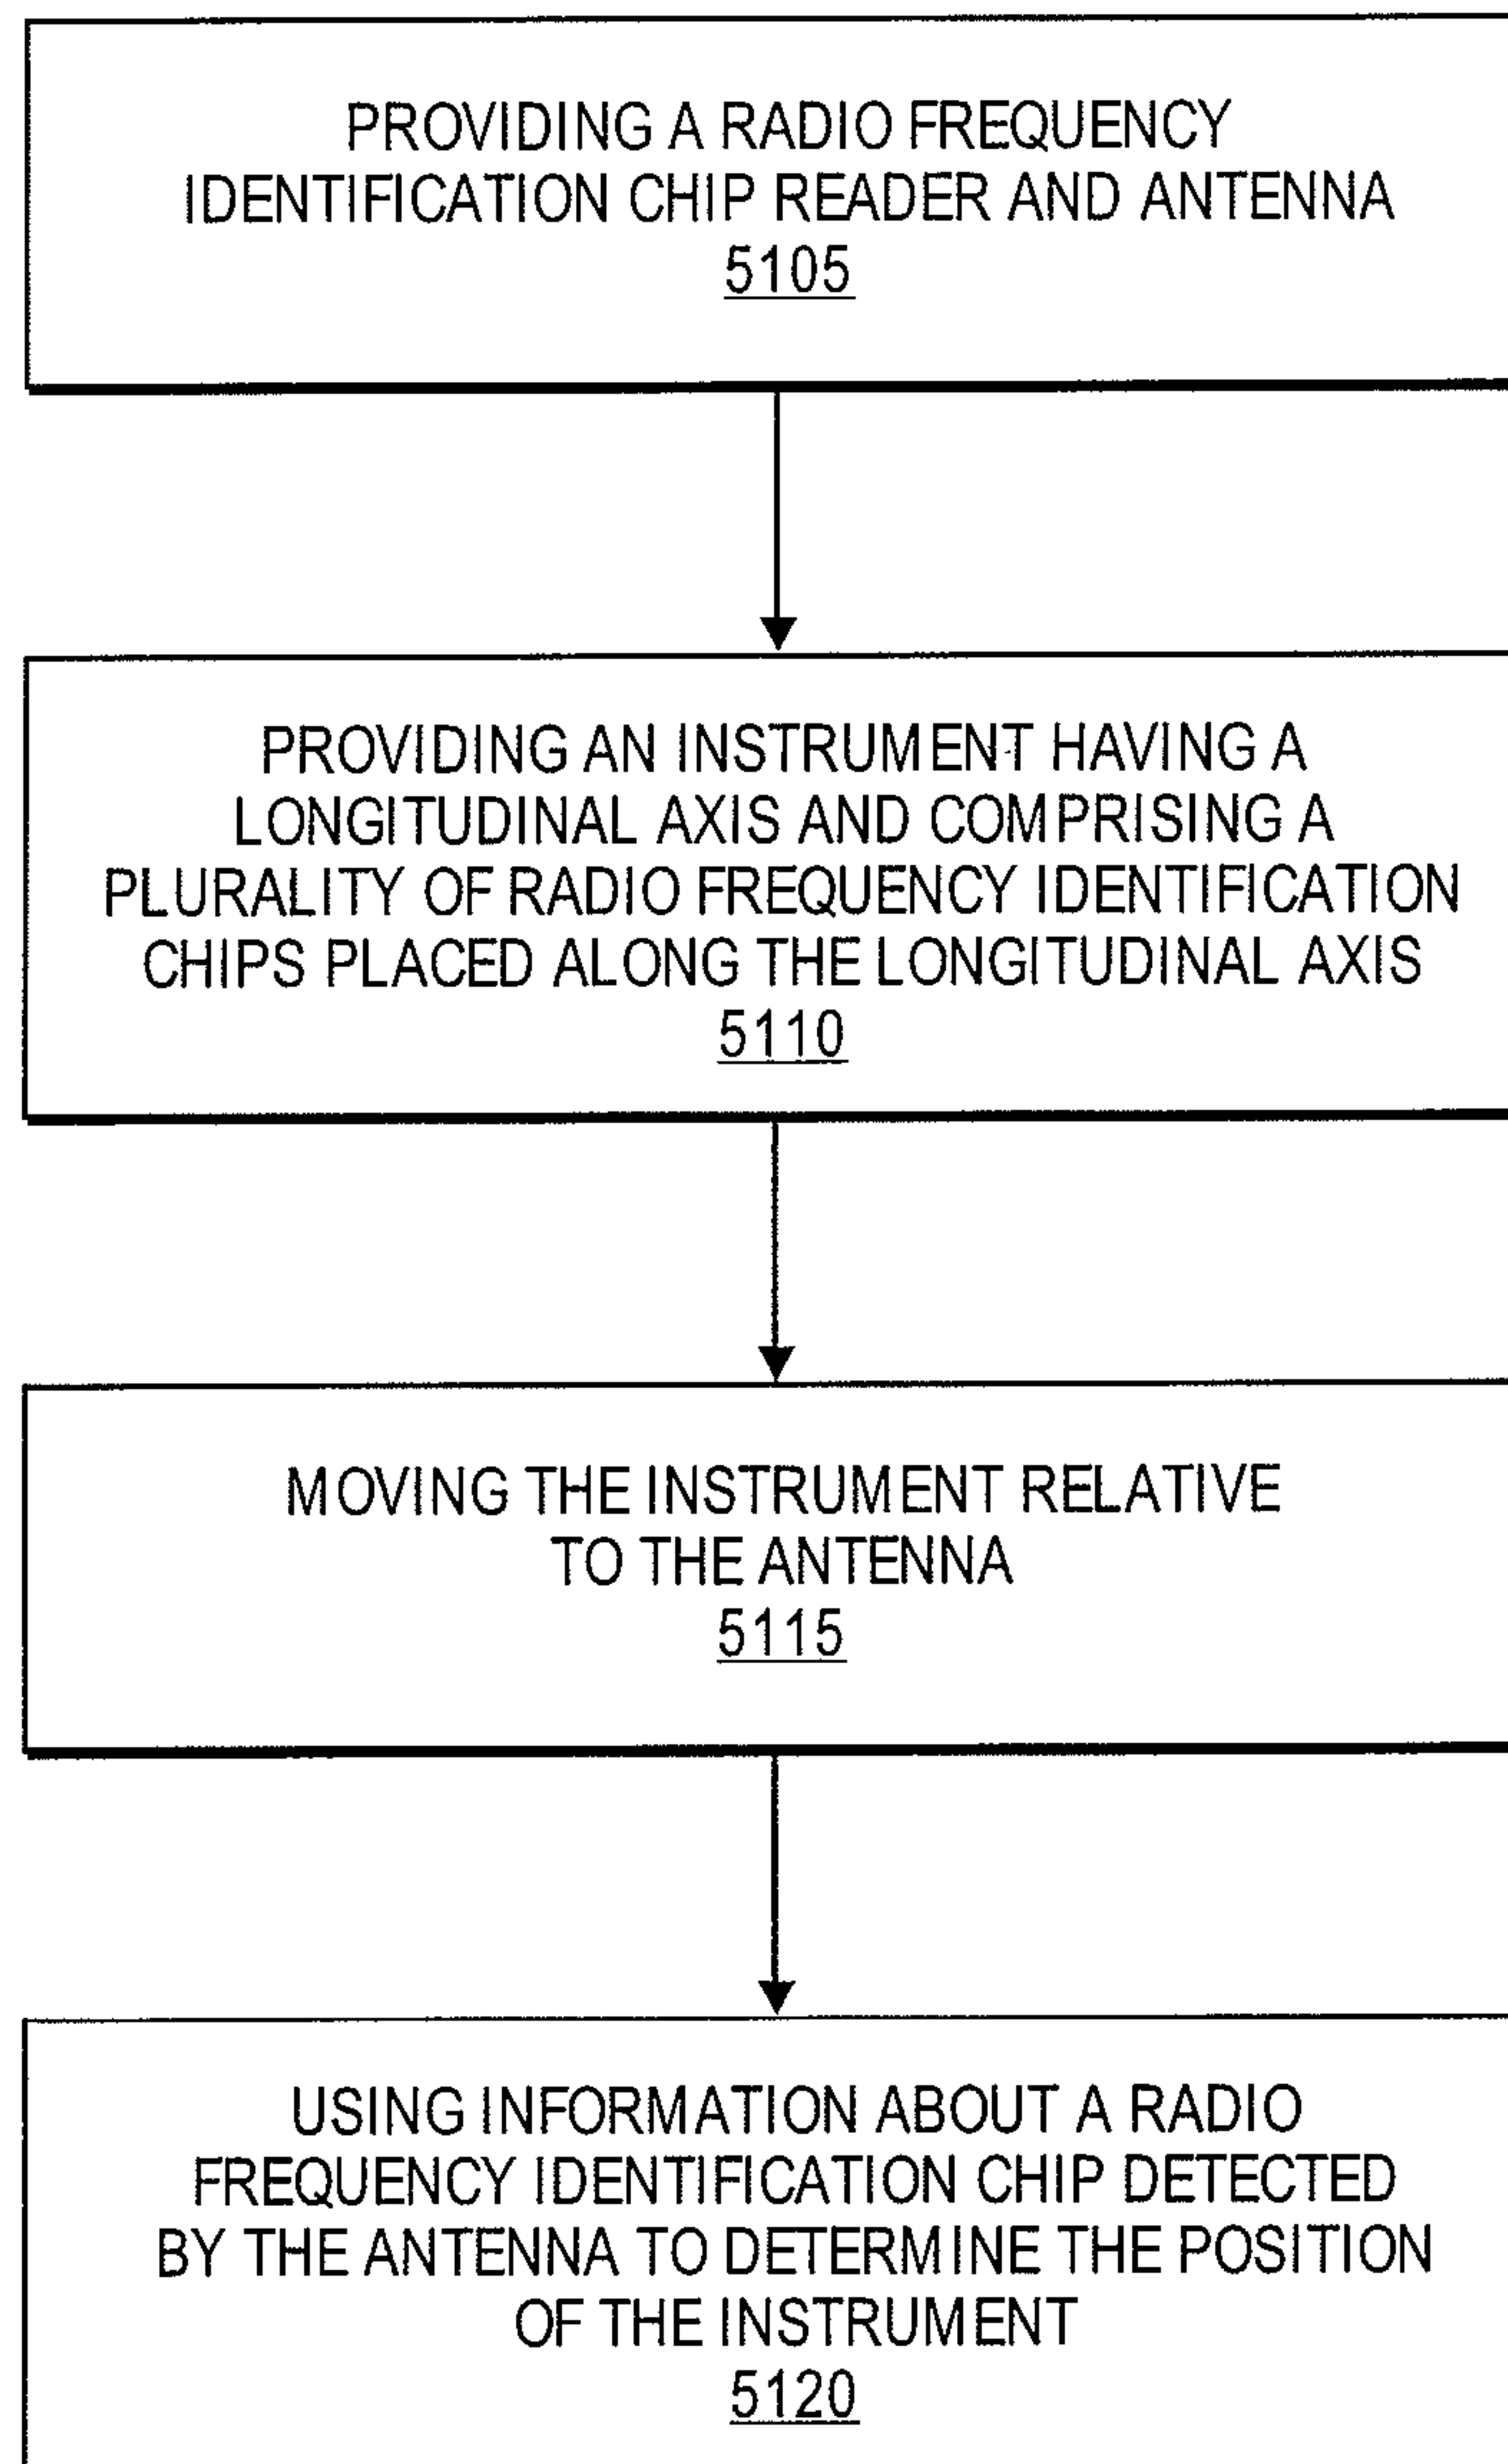 PROVIDING A RADIO FREQUENCY
IDENTIFICATION CHIP READER AND ANTENNA
5105
PROVIDING AN INSTRUMENT HAVING A
LONGITUDINAL AXIS AND COMPRISING A
PLURALITY OF RADIO FREQUENCY IDENTIFICATION
CHIPS PLACED ALONG THE LONGITUDINAL AXIS
5110
MOVING THE INSTRUMENT RELATIVE
TO THE ANTENNA
5115
USING INFORMATION ABOUT A RADIO
FREQUENCY IDENTIFICATION CHIP DETECTED
BY THE ANTENNA TO DETERMINE THE POSITION
OF THE INSTRUMENT
5120